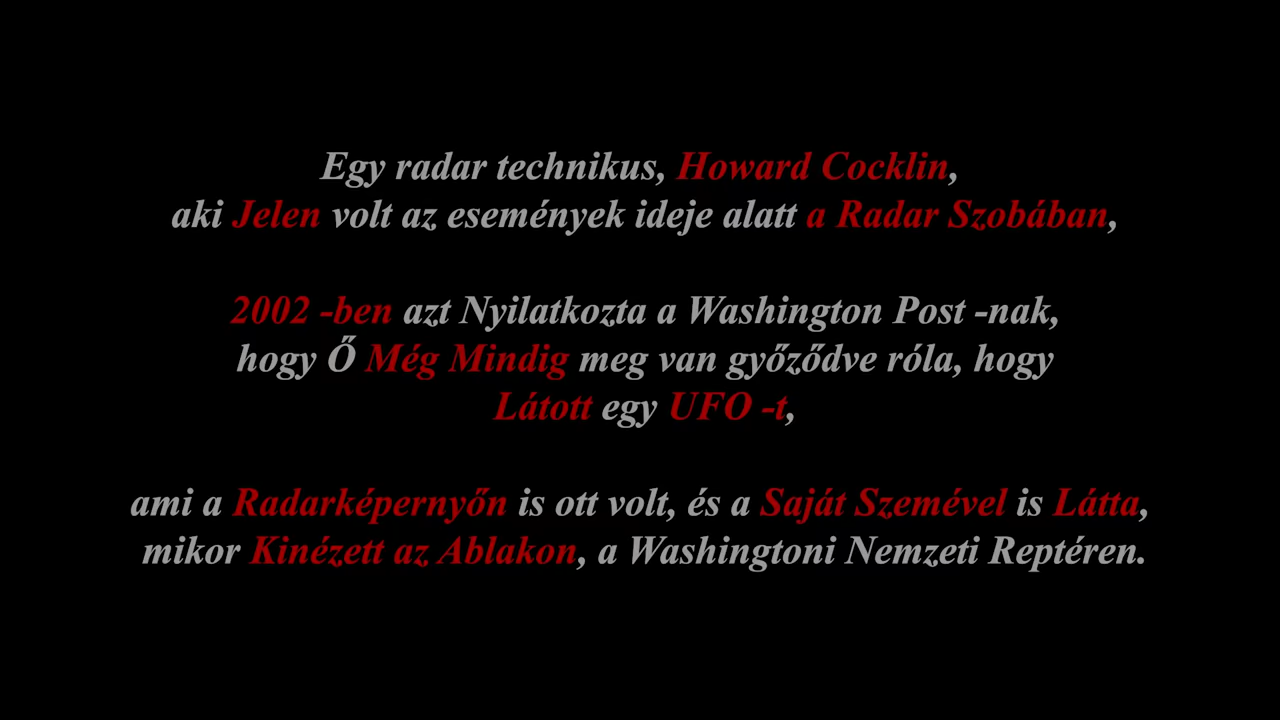 Egy radar technikus, Howard Cocklin,
aki Jelen volt az események ideje alatt a Radar Szobában,
2002 -ben azt Nyilatkozta a Washington Post -nak,
hogy Ő Még Mindig meg van győződve róla, hogy
Látott egy UFO -t,
ami a Radarképernyőn is ott volt, és a Saját Szemével is Látta,
mikor Kinézett az Ablakon, a Washingtoni Nemzeti Reptéren.